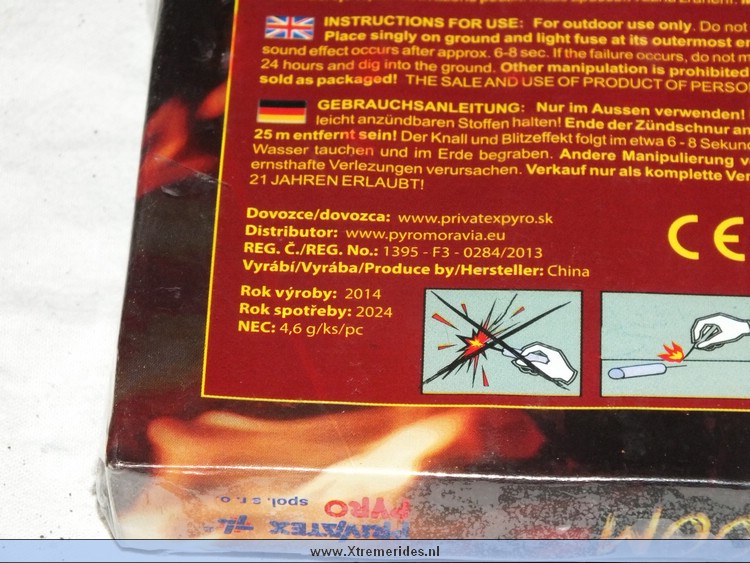 INSTRUCTIONS FOR USE: For outdoor use only. Do not
Place singly on ground and light fuse at its outermost
sound effect occurs after approx. 6-8 sec. If the failure occurs, do not
24 hours and dig into the ground. Other manipulation is prohibited
sold as packaged! THE SALE AND USE OF PRODUCT OF
GEBRAUCHSANLEITUNG: Nur im Aussen verwenden!
leicht anzündbaren Stoffen halten! Ende der Zündschnur
25 m entfernt sein! Der Knall und Blitzeffekt folgt im etwa 6 - 8
Wasser tauchen und im Erde begraben. Andere Manipulierung
ernsthafte Verlezungen verursachen. Verkauf nur als komplette
21 JAHREN ERLAUBT!
Dovozce/dovozca: www.privatexpyro.sk
Distributor: www.pyromoravia.eu
REG. Č./REG. No.: 1395 - F3 - 0284/2013
Vyrábí/Vyrába/Produce by/Hersteller: China
CE
Rok výroby: 2014
Rok spotřeby: 2024
NEC: 4,6 g/ks/pc
PRIVATEX
PYRO
spol. s r. o.
www.Xtremerides.nl